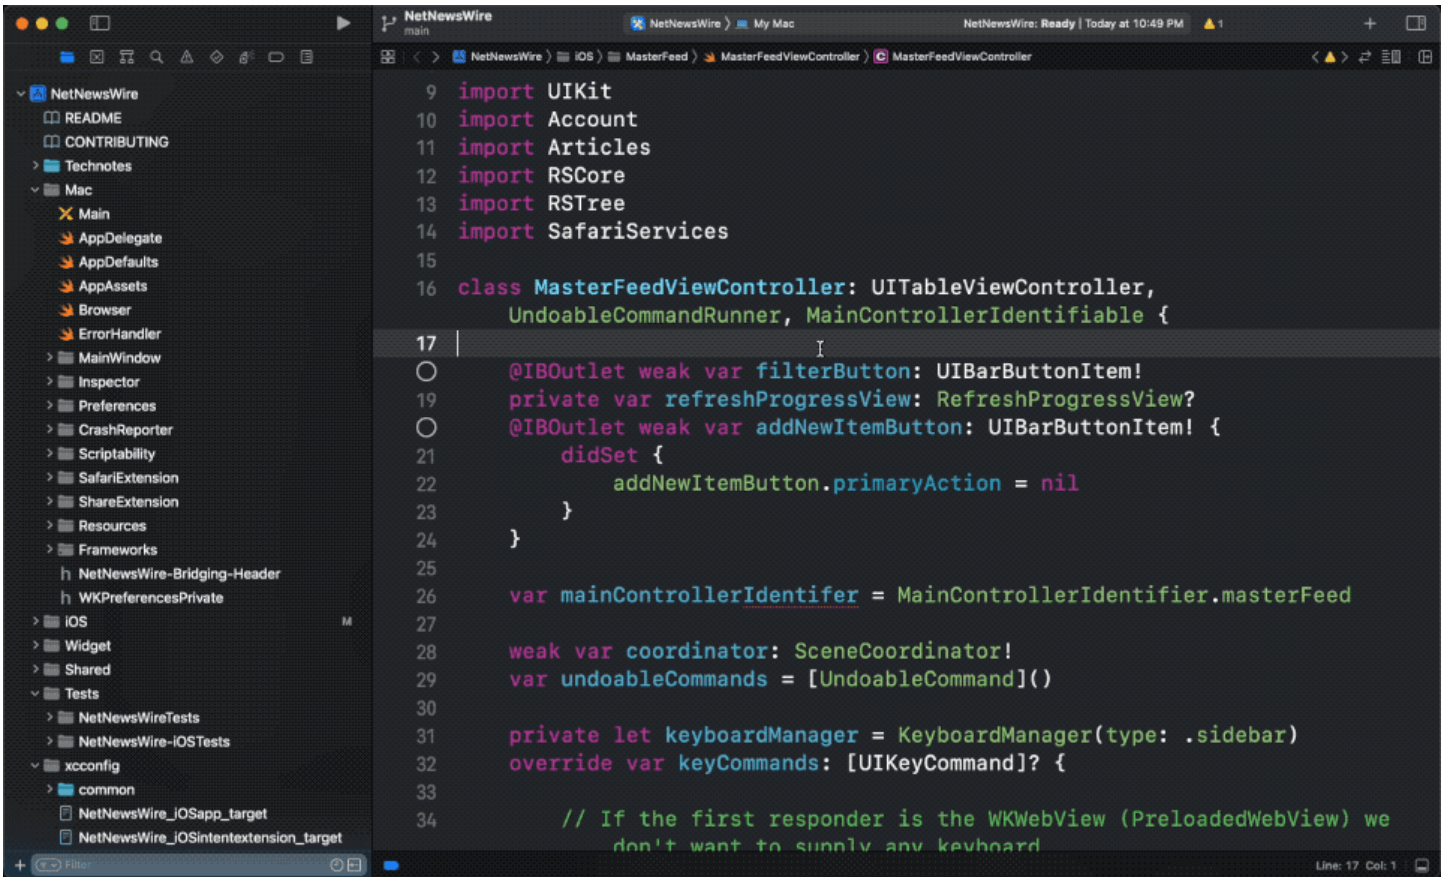 NetNewsWire
main
NetNewsWire
My Mac
NetNewsWire: Ready | Today at 10:49 PM
1
NetNewsWire
iOS
MasterFeed
MasterFeedViewController
C
MasterFeedViewController
NetNewsWire
README
CONTRIBUTING
Technotes
Mac
Main
AppDelegate
AppDefaults
AppAssets
Browser
ErrorHandler
MainWindow
Inspector
Preferences
CrashReporter
Scriptability
SafariExtension
ShareExtension
Resources
Frameworks
h NetNewsWire-Bridging-Header
h WKPreferencesPrivate
iOS M
Widget
Shared
Tests
NetNewsWireTests
NetNewsWire-iOSTests
xcconfig
common
NetNewsWire_iOSapp_target
NetNewsWire_iOSintentextension_target
Filter
9 import UIKit
10 import Account
11 import Articles
12 import RSCore
13 import RSTree
14 import SafariServices
15
16 class MasterFeedViewController: UITableViewController,
UndoableCommandRunner, MainControllerIdentifiable {
17
@IBOutlet weak var filterButton: UIBarButtonItem!
19 private var refreshProgressView: RefreshProgressView?
@IBOutlet weak var addNewItemButton: UIBarButtonItem! {
21 didSet {
22 addNewItemButton.primaryAction = nil
23 }
24 }
25
26 var mainControllerIdentifer = MainControllerIdentifier.masterFeed
27
28 weak var coordinator: SceneCoordinator!
29 var undoableCommands = [UndoableCommand]()
30
31 private let keyboardManager = KeyboardManager(type: .sidebar)
32 override var keyCommands: [UIKeyCommand]? {
33
34 // If the first responder is the WKWebView (PreloadedWebView) we
don't want to supply any keyboard
Line: 17 Col: 1